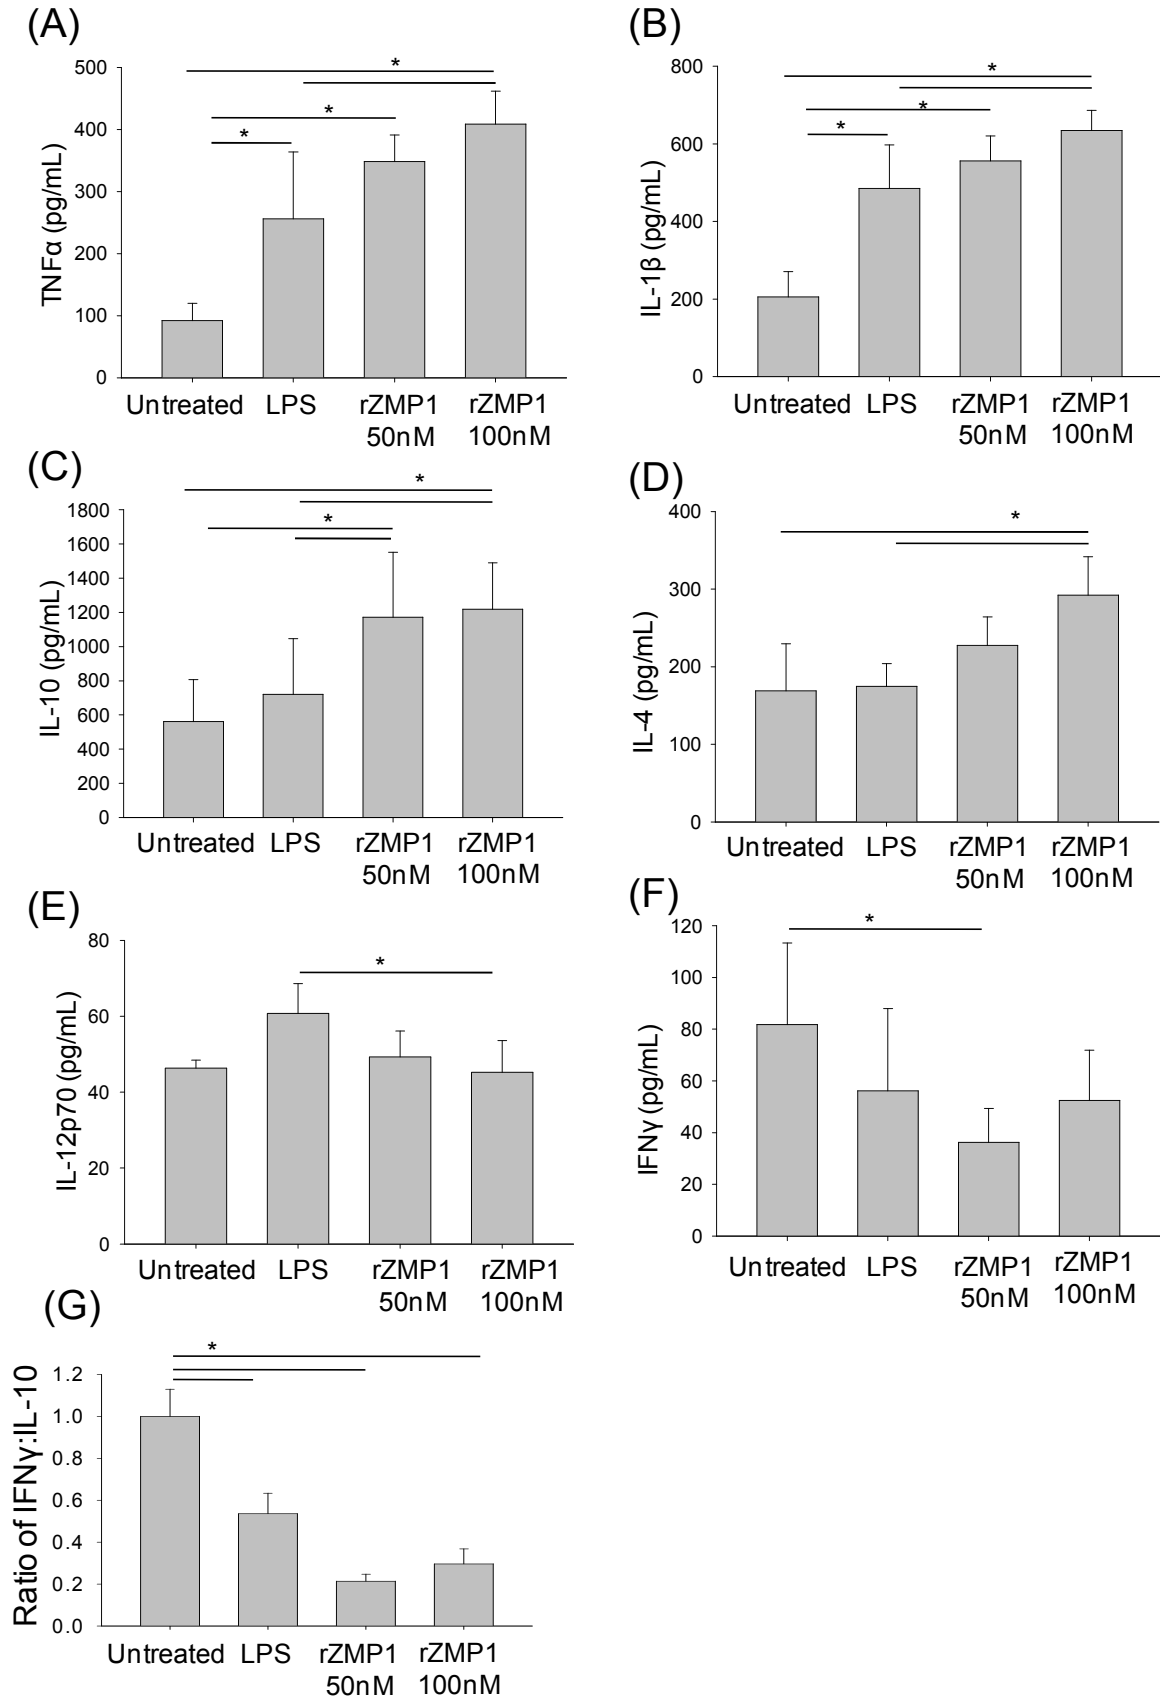 (A)
500
400
300
200
100
0
TNFα (pg/mL)
*
*
*
Untreated
LPS
rZMP1
50nM
rZMP1
100nM
(B)
800
600
400
200
0
IL-1β (pg/mL)
*
*
*
Untreated
LPS
rZMP1
50nM
rZMP1
100nM
(C)
1800
1600
1400
1200
1000
800
600
400
200
0
IL-10 (pg/mL)
*
*
Untreated
LPS
rZMP1
50nM
rZMP1
100nM
(D)
400
300
200
100
0
IL-4 (pg/mL)
*
Untreated
LPS
rZMP1
50nM
rZMP1
100nM
(E)
80
60
40
20
0
IL-12p70 (pg/mL)
*
Untreated
LPS
rZMP1
50nM
rZMP1
100nM
(F)
120
100
80
60
40
20
0
IFNγ (pg/mL)
*
Untreated
LPS
rZMP1
50nM
rZMP1
100nM
(G)
1.2
1.0
0.8
0.6
0.4
0.2
0.0
Ratio of IFNγ:IL-10
*
Untreated
LPS
rZMP1
50nM
rZMP1
100nM